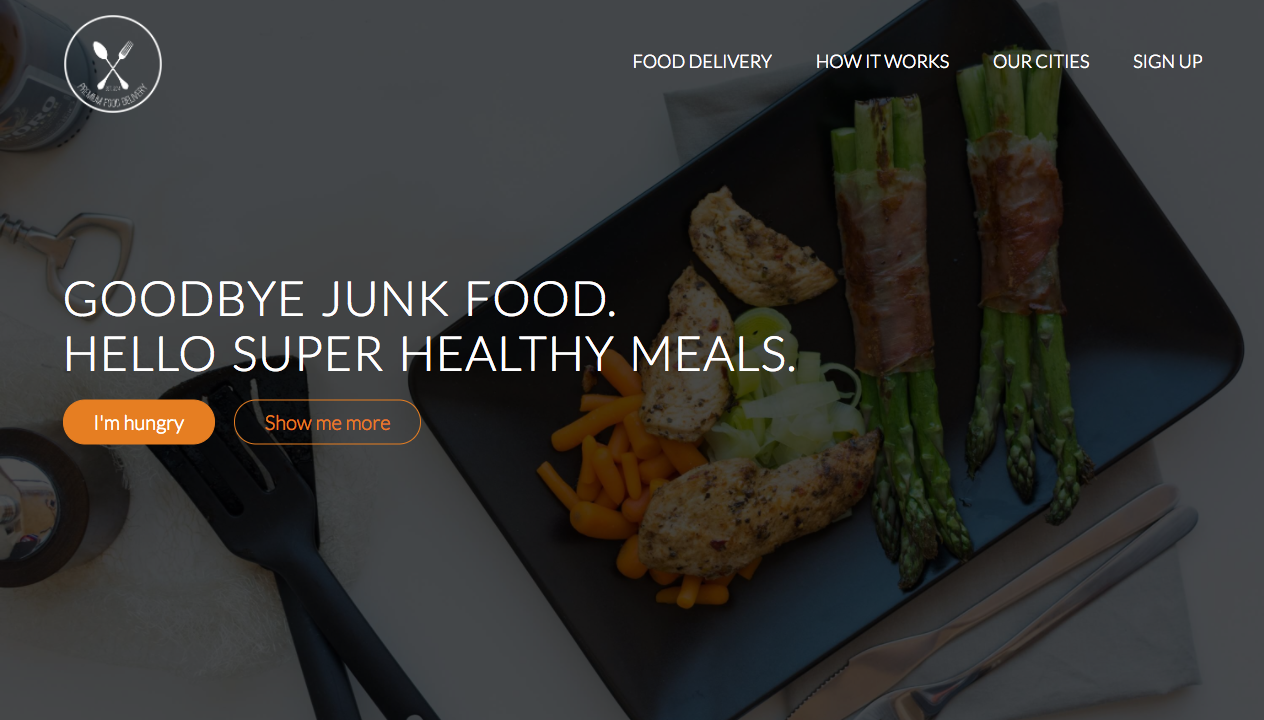 FOOD DELIVERY HOW IT WORKS OUR CITIES SIGN UP
PREMIUM FOOD DELIVERY
GOODBYE JUNK FOOD.
HELLO SUPER HEALTHY MEALS.
I'm hungry Show me more